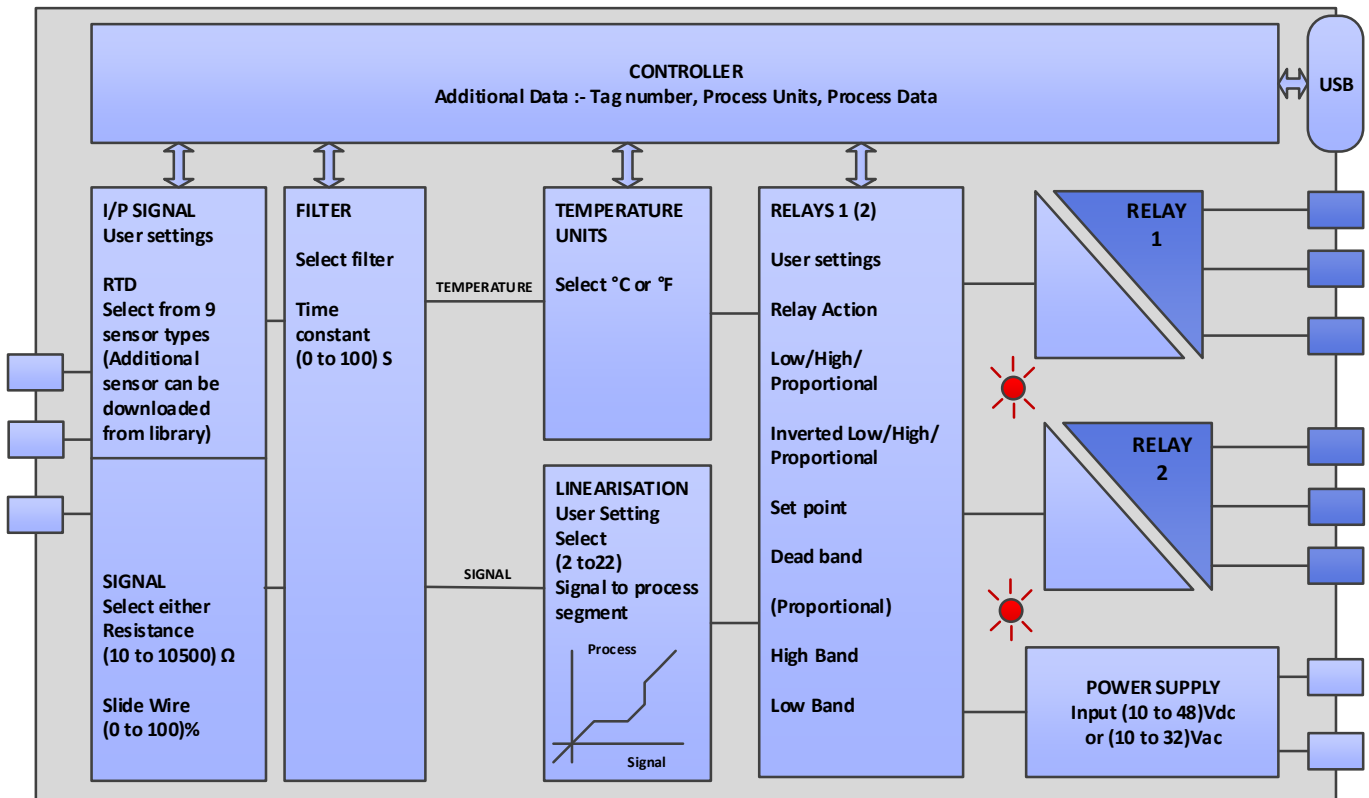 CONTROLLER
Additional Data :- Tag number, Process Units, Process Data
USB
I/P SIGNAL
User settings
RTD
Select from 9
sensor types
(Additional
sensor can be
downloaded
from library)
SIGNAL
Select either
Resistance
(10 to 10500) Ω
Slide Wire
(0 to 100)%
FILTER
Select filter
Time
constant
(0 to 100) S
TEMPERATURE
SIGNAL
TEMPERATURE
UNITS
Select °C or °F
LINEARISATION
User Setting
Select
(2 to22)
Signal to process
segment
Process
Signal
RELAYS 1 (2)
User settings
Relay Action
Low/High/
Proportional
Inverted Low/High/
Proportional
Set point
Dead band
(Proportional)
High Band
Low Band
RELAY
1
RELAY
2
POWER SUPPLY
Input (10 to 48)Vdc
or (10 to 32)Vac